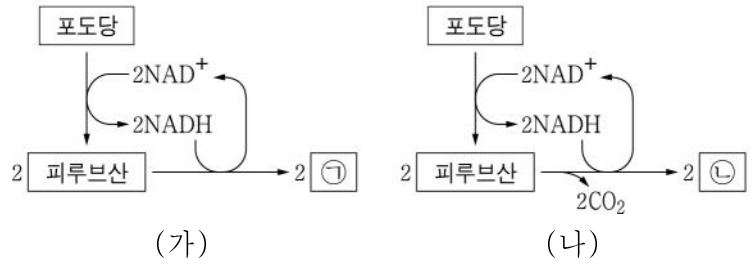 포도당
2NAD⁺
2NADH
2 피루브산
2 ㉠
(가)
포도당
2NAD⁺
2NADH
2 피루브산
2CO₂
2 ㉡
(나)